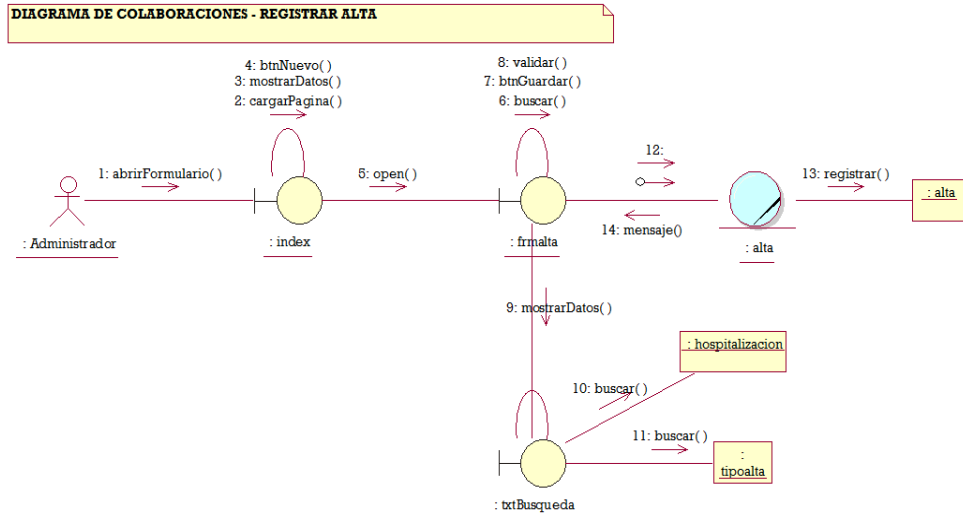 DIAGRAMA DE COLABORACIONES - REGISTRAR ALTA
4: btnNuevo( )
3: mostrarDatos( )
2: cargarPagina( )
8: validar( )
7: btnGuardar( )
6: buscar( )
1: abrirFormulario( )
5: open( )
12:
13: registrar( )
: alta
14: mensaje()
: Administrador
: index
: frmalta
: alta
9: mostrarDatos( )
: hospitalizacion
10: buscar( )
11: buscar( )
:
tipoalta
: txtBusqueda